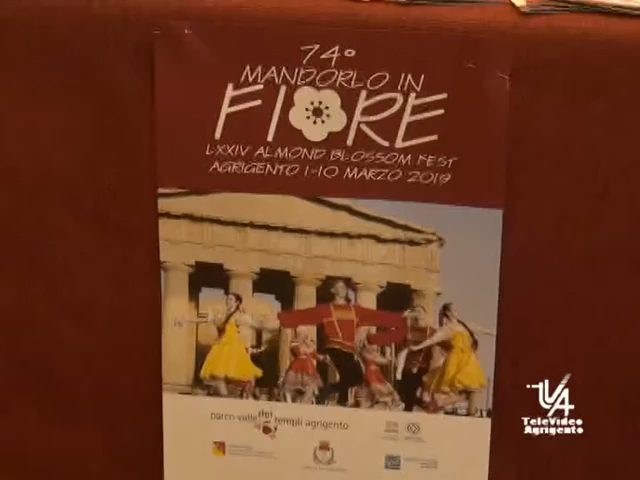 74°
MANDORLO IN
FIORE
LXXIV ALMOND BLOSSOM FEST
AGRIGENTO 1-10 MARZO 2019
parco valle dei templi agrigento
TeleVideo
Agrigento